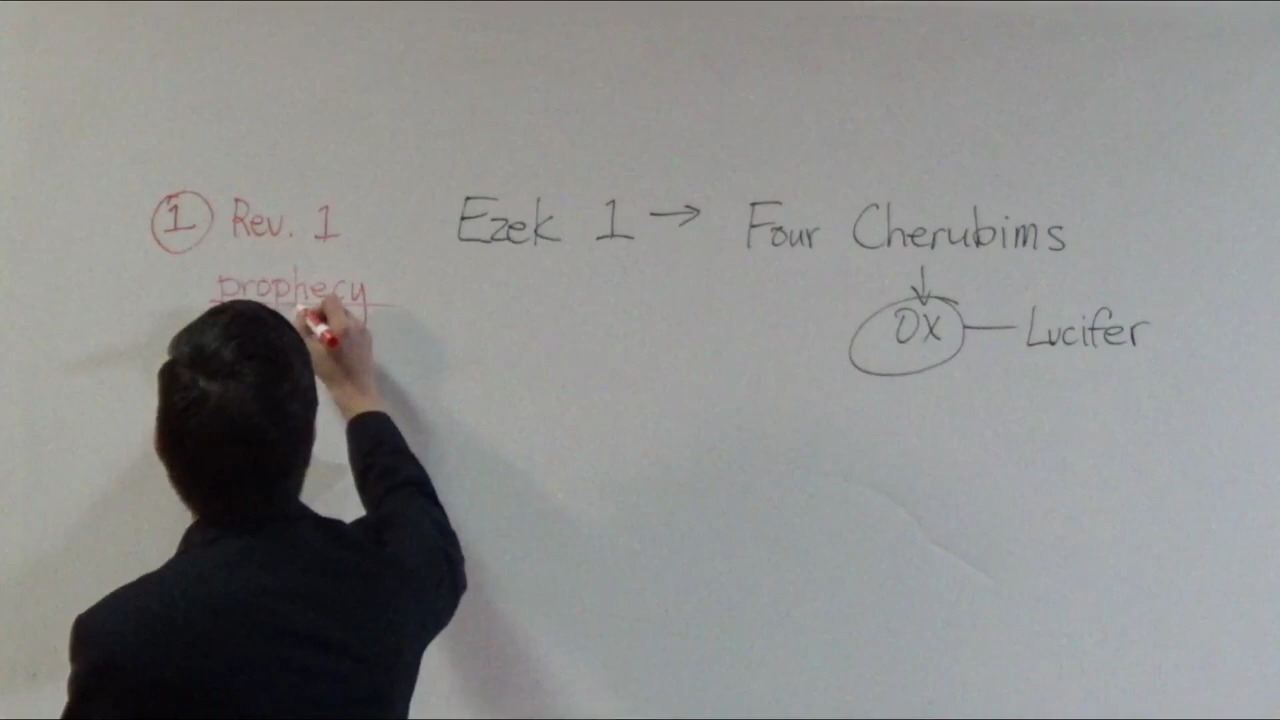 ① Rev. 1
prophecy
Ezek 1 → Four Cherubims
↓
OX — Lucifer